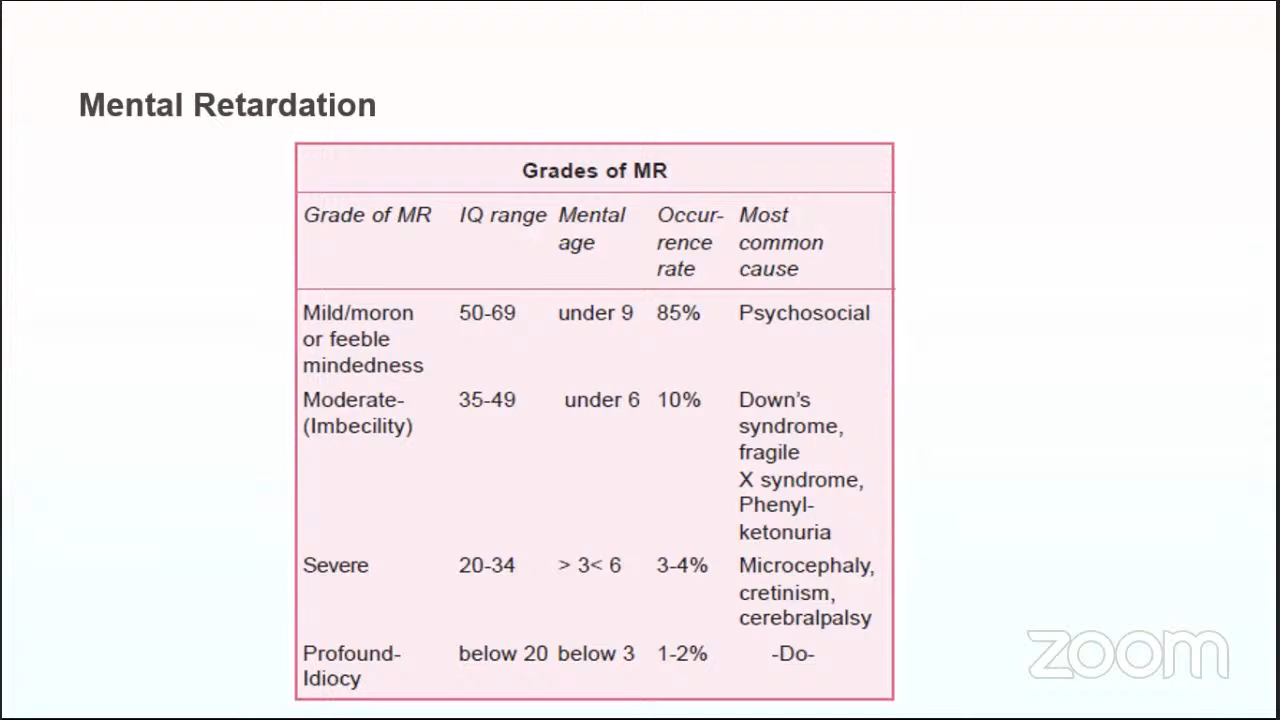 Mental Retardation
Grades of MR
Grade of MR IQ range Mental age Occur-rence rate Most common cause
Mild/moron or feeble mindedness 50-69 under 9 85% Psychosocial
Moderate-(Imbecility) 35-49 under 6 10% Down's syndrome, fragile X syndrome, Phenyl-ketonuria
Severe 20-34 > 3< 6 3-4% Microcephaly, cretinism, cerebralpalsy
Profound-Idiocy below 20 below 3 1-2% -Do-
zoom